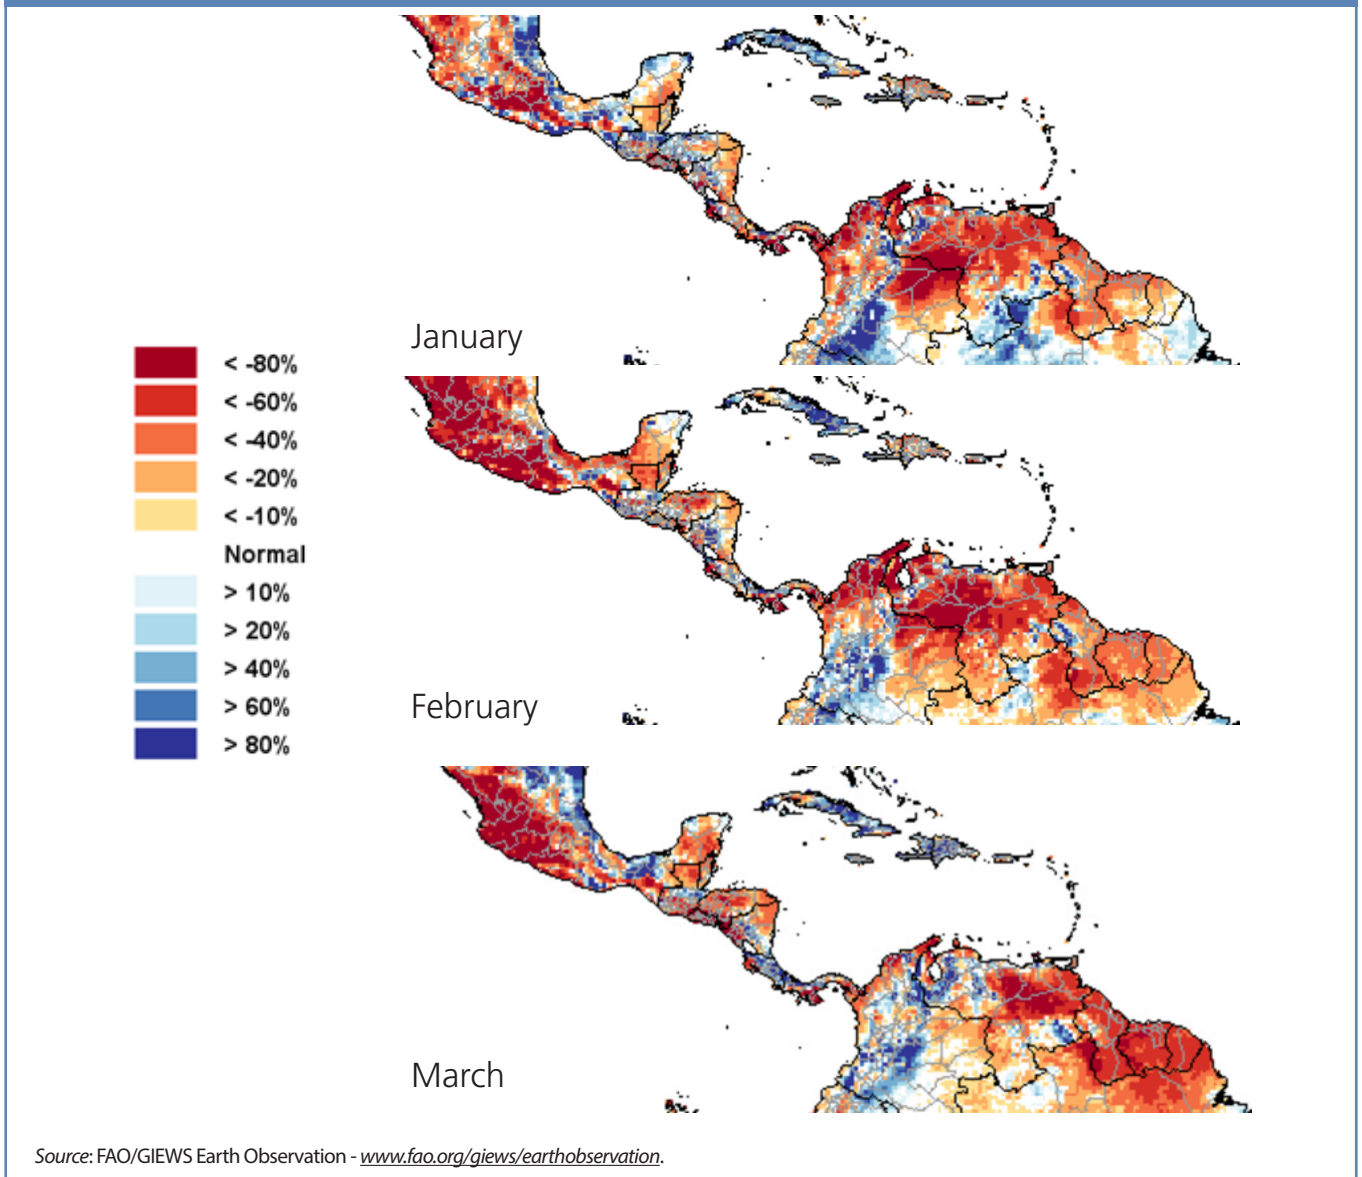 January
< -80%
< -60%
< -40%
< -20%
< -10%
Normal
> 10%
> 20%
> 40%
> 60%
> 80%
February
March
Source: FAO/GIEWS Earth Observation - www.fao.org/giews/earthobservation.